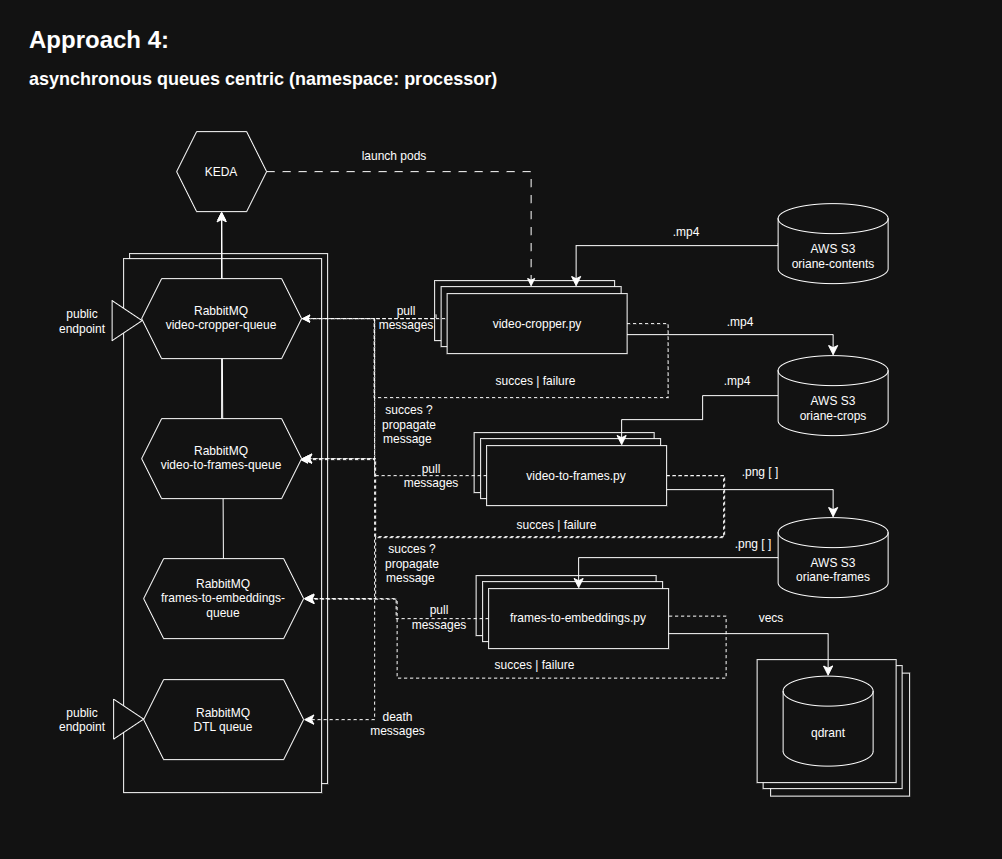 Approach 4:
asynchronous queues centric (namespace: processor)
KEDA
launch pods
AWS S3
oriane-contents
.mp4
public
endpoint
RabbitMQ
video-cropper-queue
pull
messages
video-cropper.py
.mp4
succes | failure
AWS S3
oriane-crops
.mp4
succes ?
propagate
message
RabbitMQ
video-to-frames-queue
pull
messages
video-to-frames.py
.png [ ]
succes | failure
AWS S3
oriane-frames
.png [ ]
succes ?
propagate
message
RabbitMQ
frames-to-embeddings-
queue
pull
messages
frames-to-embeddings.py
vecs
succes | failure
public
endpoint
RabbitMQ
DTL queue
death
messages
qdrant